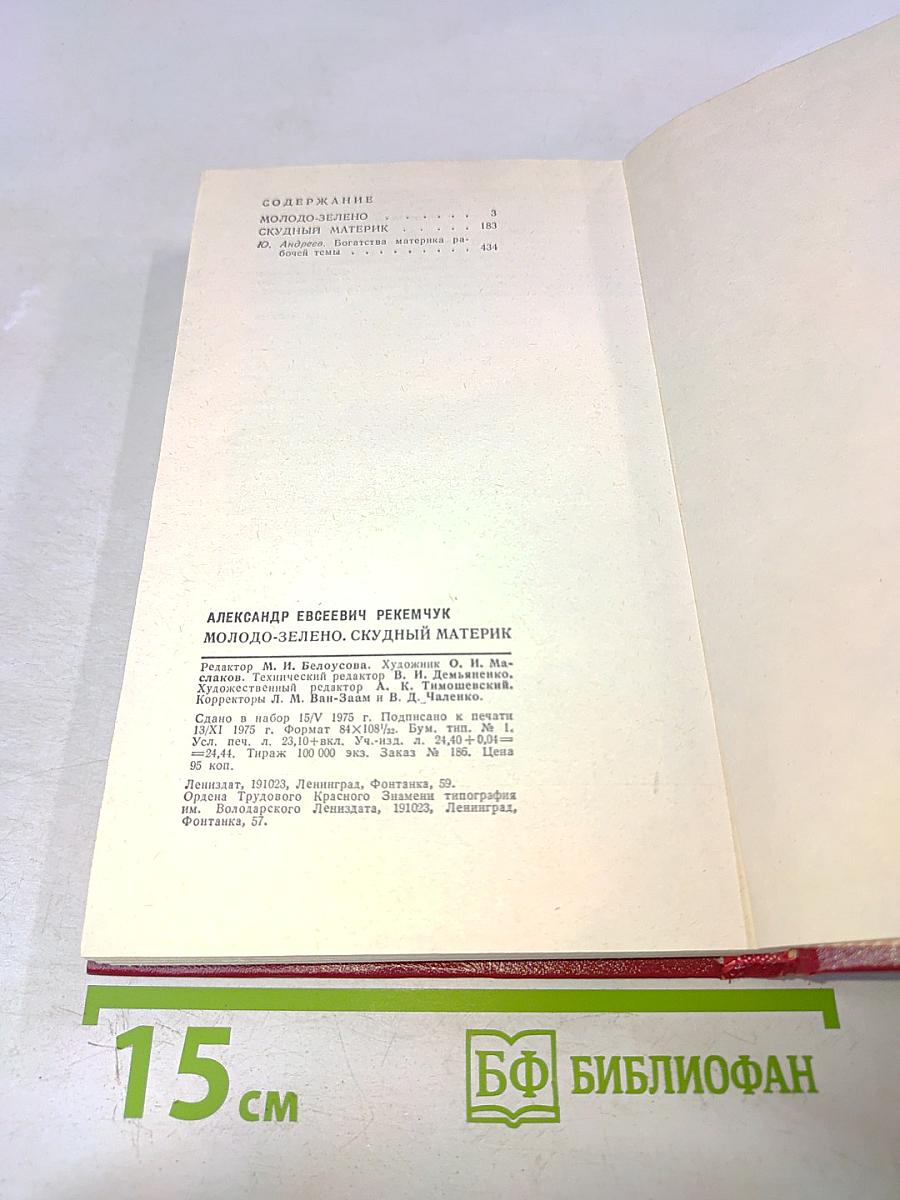 СОДЕРЖАНИЕ
МОЛОДО-ЗЕЛЕНО . . . . . . 3
СКУДНЫЙ МАТЕРИК . . . . . 183
Ю. Андреев. Богатства материка ра-
бочей темы . . . . . . . . . 434
АЛЕКСАНДР ЕВСЕЕВИЧ РЕКЕМЧУК
МОЛОДО-ЗЕЛЕНО. СКУДНЫЙ МАТЕРИК
Редактор М. И. Белоусова. Художник О. И. Ма-
слаков. Технический редактор В. И. Демьяненко.
Художественный редактор А. К. Тимошевский.
Корректоры Л. М. Ван-Заам и В. Д. Чаленко.
Сдано в набор 15/V 1975 г. Подписано к печати
13/XI 1975 г. Формат 84×108¹/₃₂. Бум. тип. № 1.
Усл. печ. л. 23,10+вкл. Уч.-изд. л. 24,40+0,04=
=24,44. Тираж 100 000 экз. Заказ № 186. Цена
95 коп.
Лениздат, 191023, Ленинград, Фонтанка, 59.
Ордена Трудового Красного Знамени типография
им. Володарского Лениздата, 191023, Ленинград,
Фонтанка, 57.
15 см
БФ БИБЛИОФАН